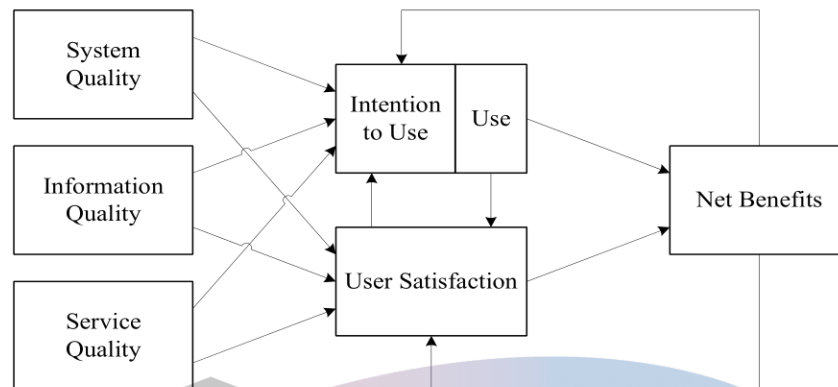 System
Quality
Intention
to Use
Use
Information
Quality
Net Benefits
User Satisfaction
Service
Quality